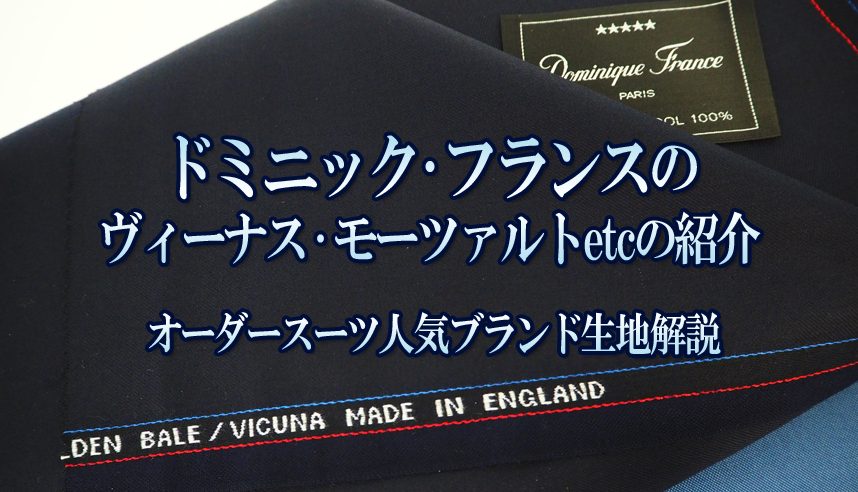 ★★★★★
Dominique France
PARIS
100%
ドミニック・フランスの
ヴィーナス・モーツァルトetcの紹介
オーダースーツ人気ブランド生地解説
BALE / VICUNA MADE IN ENGLAND